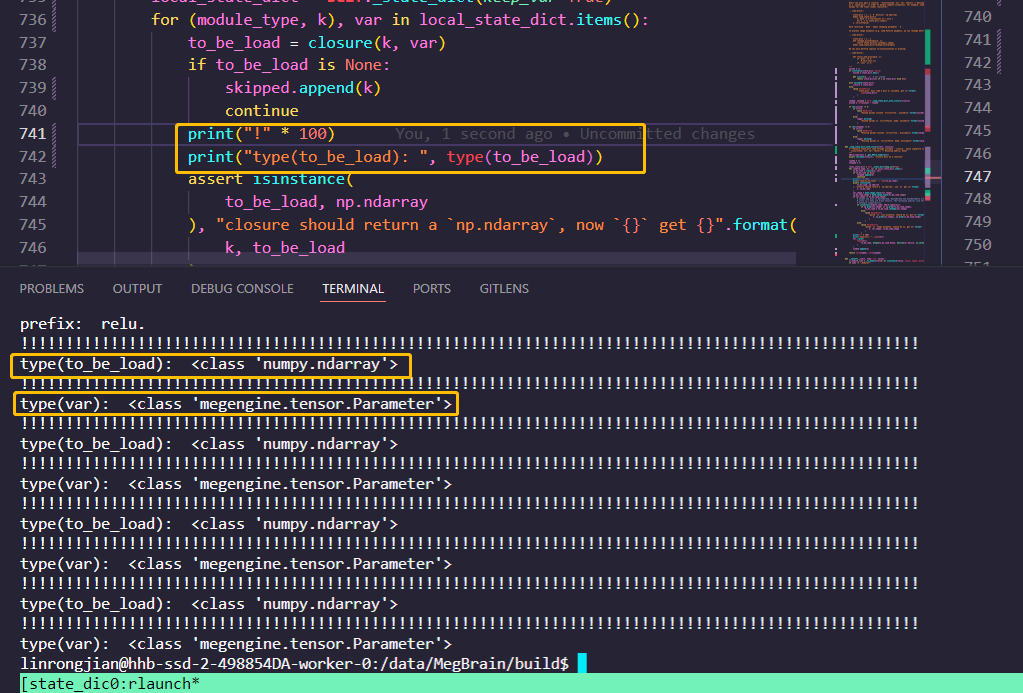 736 for (module_type, k), var in local_state_dict.items():
737 to_be_load = closure(k, var)
738 if to_be_load is None:
739 skipped.append(k)
740 continue
741 print("!" * 100) You, 1 second ago • Uncommitted changes
742 print("type(to_be_load): ", type(to_be_load))
743 assert isinstance(
744 to_be_load, np.ndarray
745 ), "closure should return a `np.ndarray`, now `{}` get {}".format(
746 k, to_be_load
740
741
742
743
744
745
746
747
748
749
750
751
PROBLEMS OUTPUT DEBUG CONSOLE TERMINAL PORTS GITLENS
prefix: relu.
!!!!!!!!!!!!!!!!!!!!!!!!!!!!!!!!!!!!!!!!!!!!!!!!!!!!!!!!!!!!!!!!!!!!!!!!!!!!!!!!!!!!!!!!!!!!!!!!!!!!
type(to_be_load): <class 'numpy.ndarray'>
!!!!!!!!!!!!!!!!!!!!!!!!!!!!!!!!!!!!!!!!!!!!!!!!!!!!!!!!!!!!!!!!!!!!!!!!!!!!!!!!!!!!!!!!!!!!!!!!!!!!
type(var): <class 'megengine.tensor.Parameter'>
!!!!!!!!!!!!!!!!!!!!!!!!!!!!!!!!!!!!!!!!!!!!!!!!!!!!!!!!!!!!!!!!!!!!!!!!!!!!!!!!!!!!!!!!!!!!!!!!!!!!
type(to_be_load): <class 'numpy.ndarray'>
!!!!!!!!!!!!!!!!!!!!!!!!!!!!!!!!!!!!!!!!!!!!!!!!!!!!!!!!!!!!!!!!!!!!!!!!!!!!!!!!!!!!!!!!!!!!!!!!!!!!
type(var): <class 'megengine.tensor.Parameter'>
!!!!!!!!!!!!!!!!!!!!!!!!!!!!!!!!!!!!!!!!!!!!!!!!!!!!!!!!!!!!!!!!!!!!!!!!!!!!!!!!!!!!!!!!!!!!!!!!!!!!
type(to_be_load): <class 'numpy.ndarray'>
!!!!!!!!!!!!!!!!!!!!!!!!!!!!!!!!!!!!!!!!!!!!!!!!!!!!!!!!!!!!!!!!!!!!!!!!!!!!!!!!!!!!!!!!!!!!!!!!!!!!
type(var): <class 'megengine.tensor.Parameter'>
!!!!!!!!!!!!!!!!!!!!!!!!!!!!!!!!!!!!!!!!!!!!!!!!!!!!!!!!!!!!!!!!!!!!!!!!!!!!!!!!!!!!!!!!!!!!!!!!!!!!
type(to_be_load): <class 'numpy.ndarray'>
!!!!!!!!!!!!!!!!!!!!!!!!!!!!!!!!!!!!!!!!!!!!!!!!!!!!!!!!!!!!!!!!!!!!!!!!!!!!!!!!!!!!!!!!!!!!!!!!!!!!
type(var): <class 'megengine.tensor.Parameter'>
linrongjian@hhb-ssd-2-498854DA-worker-0:/data/MegBrain/build$
[state_dic0:rlaunch*